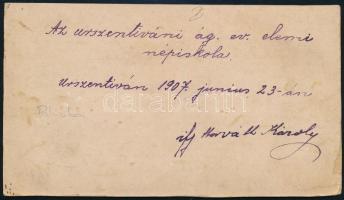 Az urszentiváni ág. ev. elemi
népiskola.
Urszentiván 1907. junius 23-án
ifj Horváth Károly